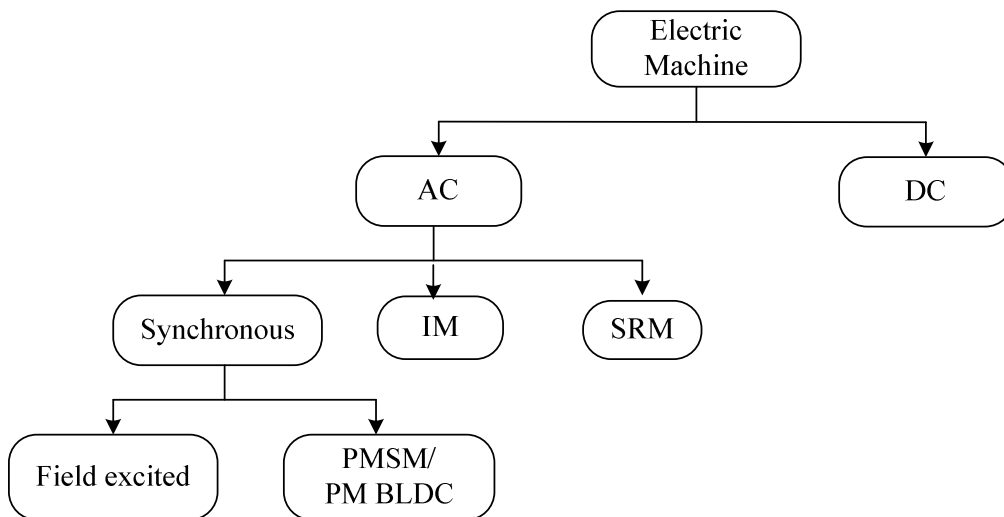 Electric
Machine
AC
DC
Synchronous
IM
SRM
Field excited
PMSM/
PM BLDC